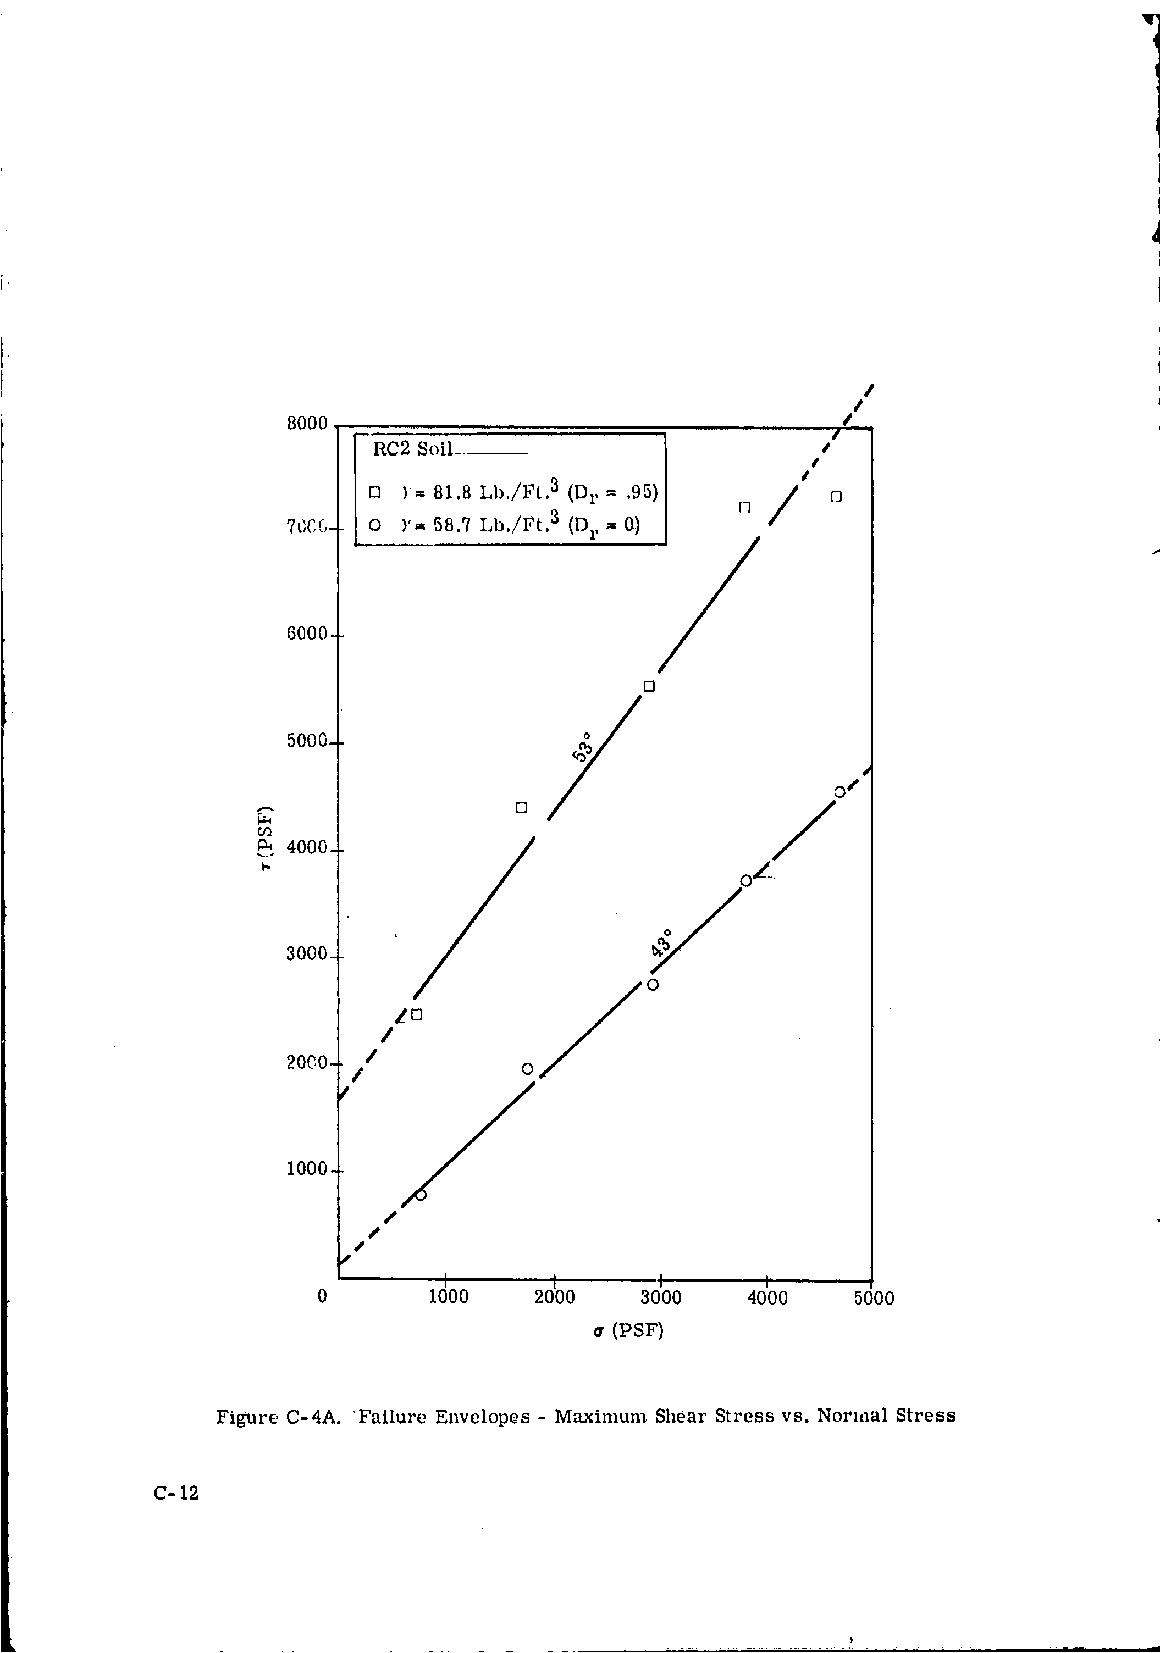 8000
RC2 Soil
□ γ = 81.8 Lb./Ft.³ (Dᵣ = .95)
○ γ = 58.7 Lb./Ft.³ (Dᵣ = 0)
7000
6000
5000
53°
τ (PSF)
4000
43°
3000
2000
1000
0 1000 2000 3000 4000 5000
σ (PSF)
Figure C-4A. Failure Envelopes - Maximum Shear Stress vs. Normal Stress
C-12